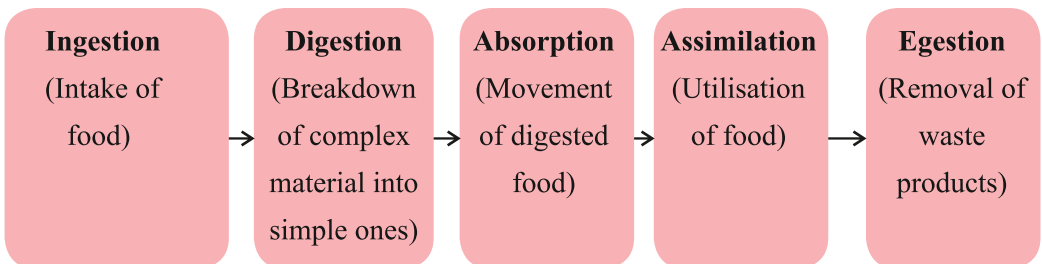 Ingestion
(Intake of
food)
Digestion
(Breakdown
of complex
material into
simple ones)
Absorption
(Movement
of digested
food)
Assimilation
(Utilisation
of food)
Egestion
(Removal of
waste
products)